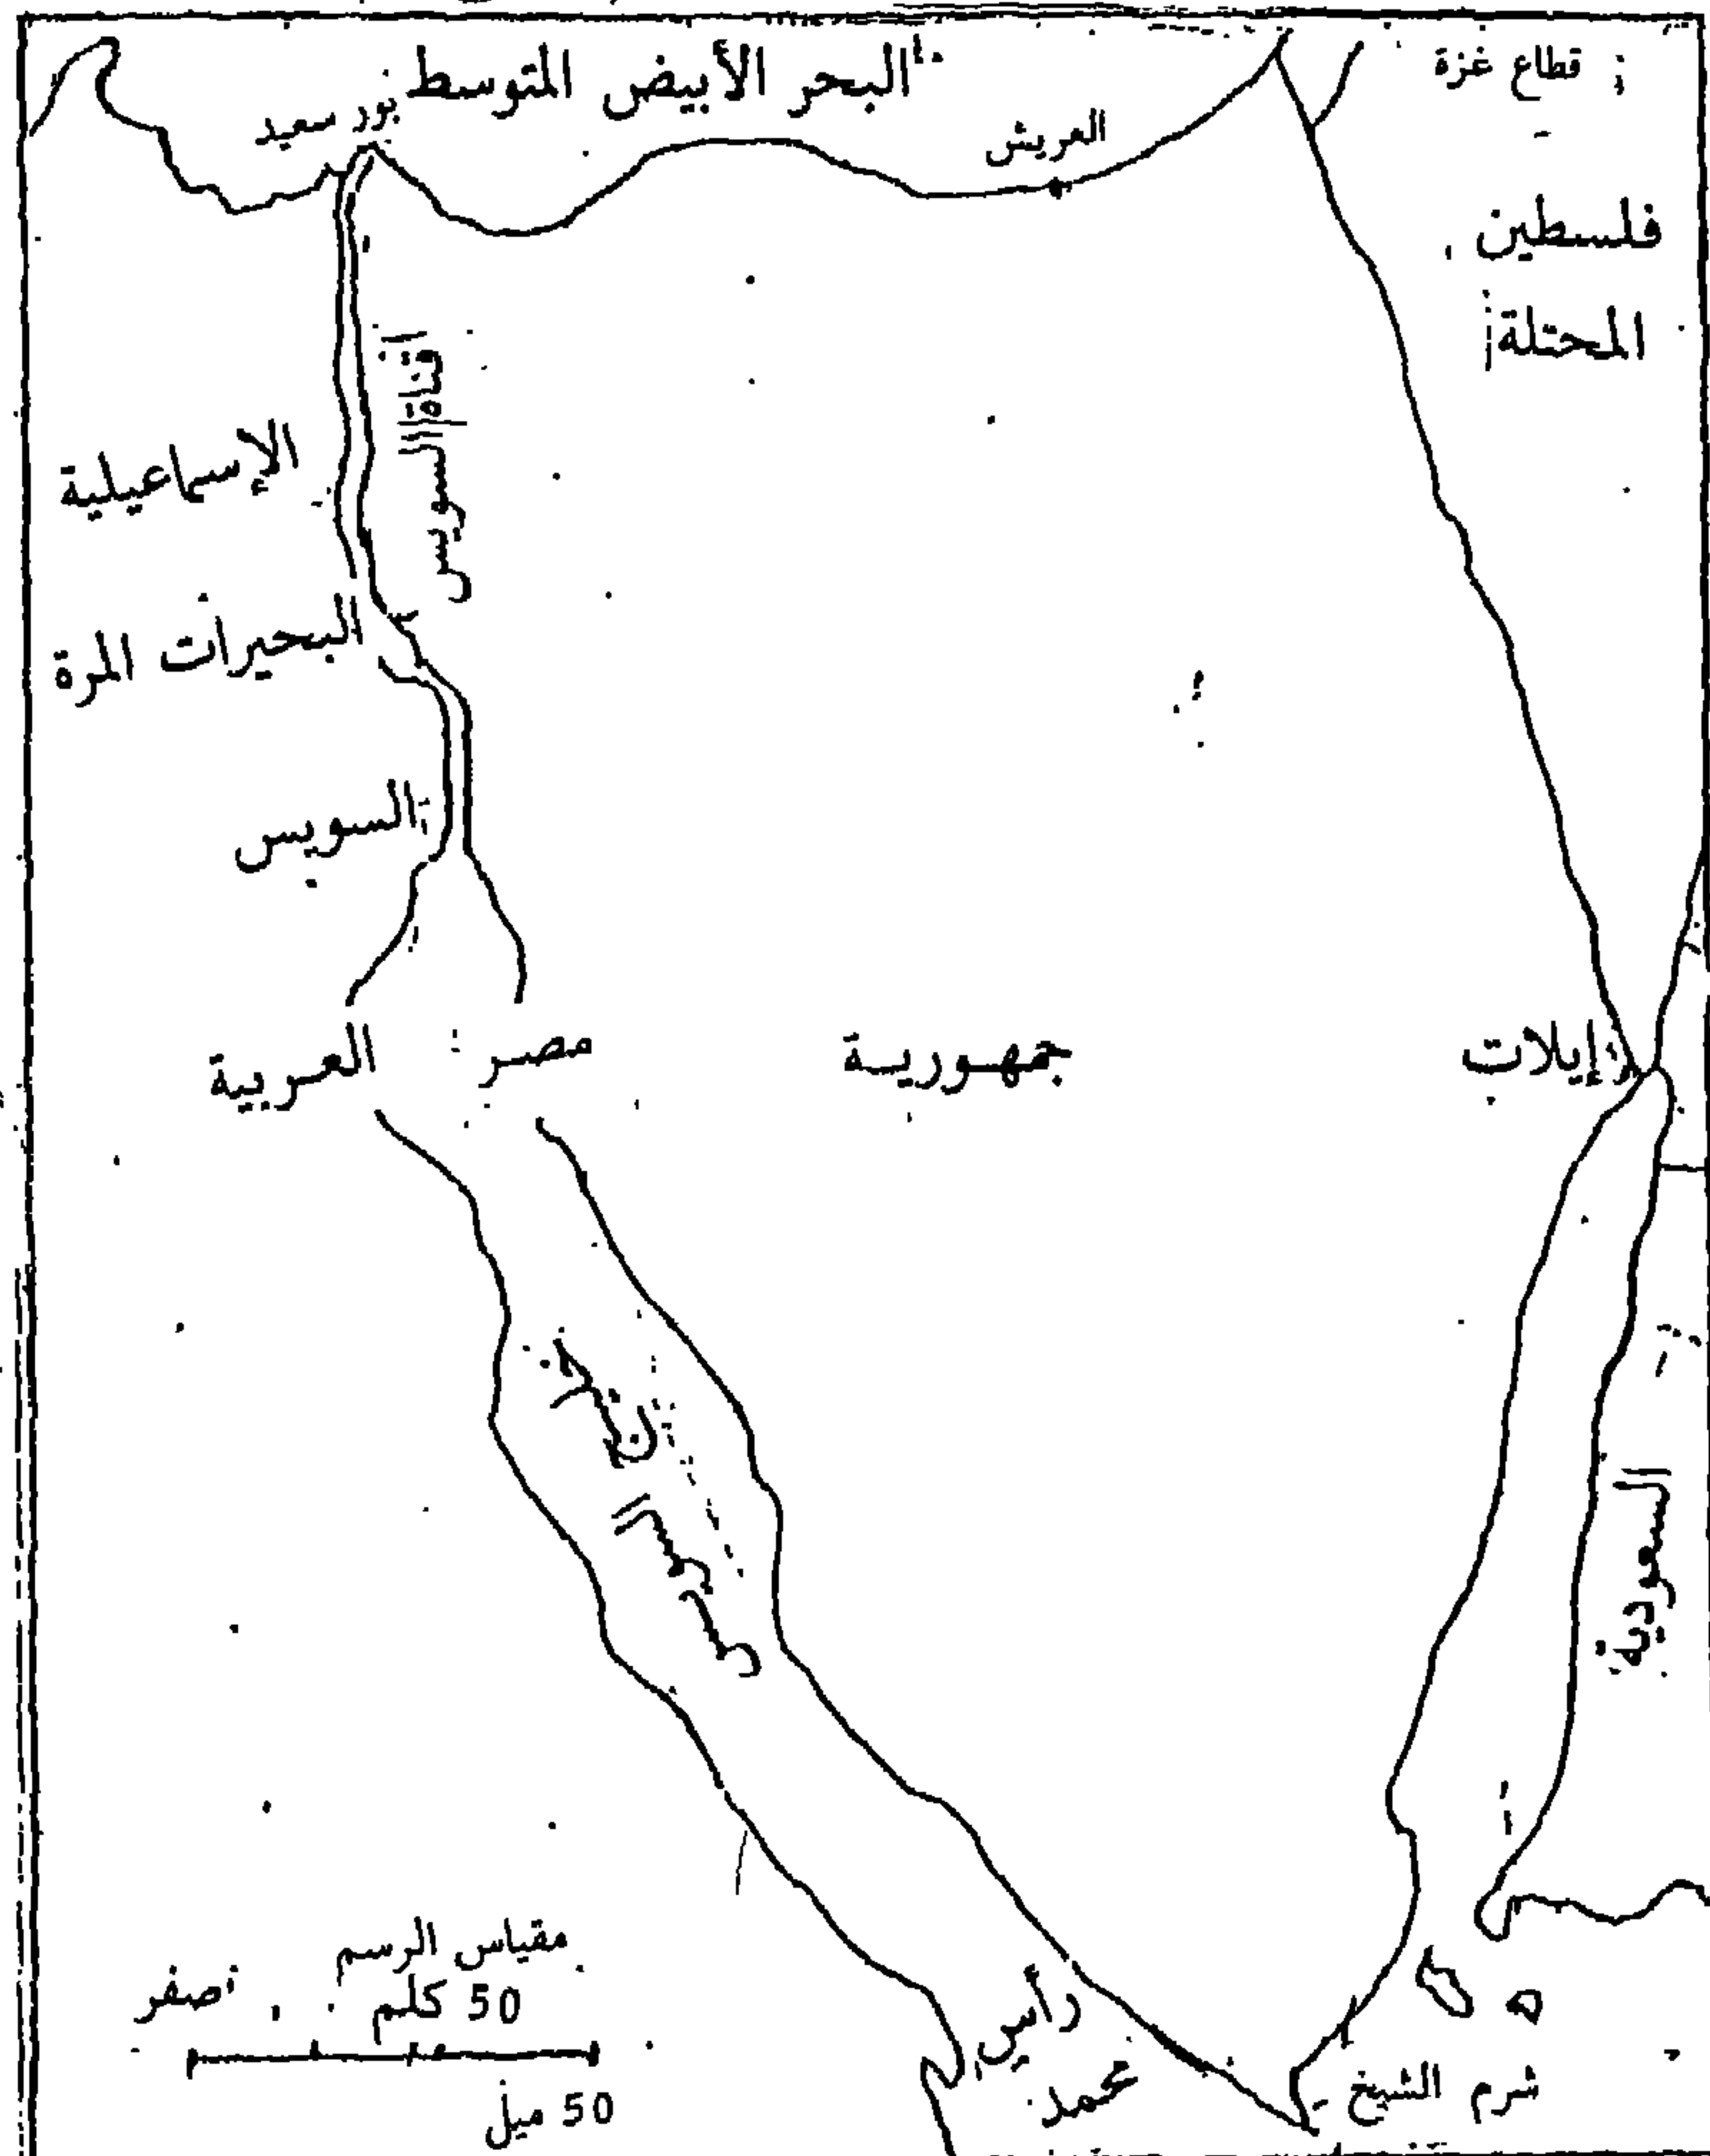 قطاع غزة
البحر الأبيض المتوسط
بور سعيد
العريش
فلسطين
المحتلة
قناة السويس
الإسماعيلية
البحيرات المرة
السويس
إيلات
جمهورية مصر العربية
خليج السويس
السعودية
مقياس الرسم
صفر 50 كلم
50 ميل
رأس
محمد
شرم الشيخ